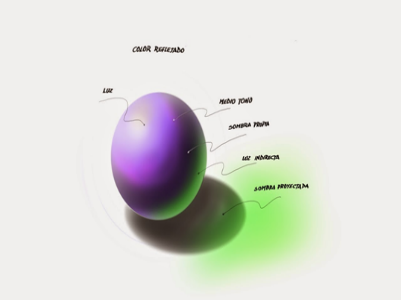 COLOR REFLEJADO
LUZ
MEDIO TONO
SOMBRA PROPIA
LUZ INDIRECTA
SOMBRA PROYECTADA